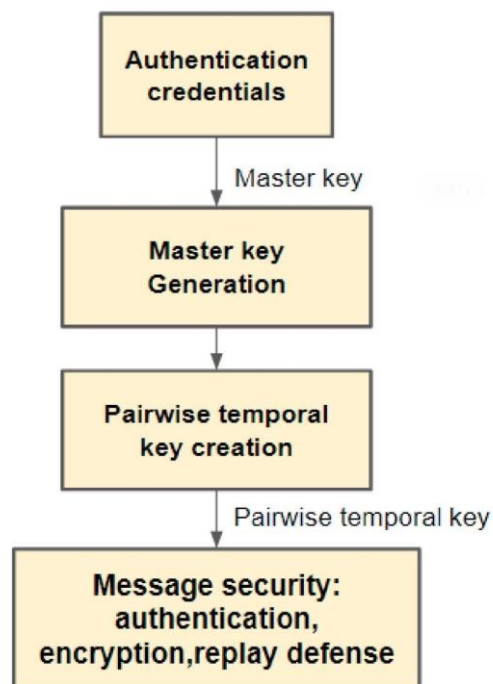 Authentication
credentials
Master key
Master key
Generation
Pairwise temporal
key creation
Pairwise temporal key
Message security:
authentication,
encryption,replay defense